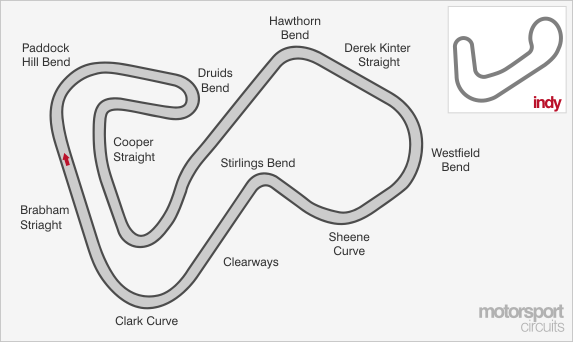 Hawthorn
Bend
Paddock
Hill Bend
Derek Kinter
Straight
Druids
Bend
indy
Cooper
Straight
Stirlings Bend
Westfield
Bend
Brabham
Striaght
Sheene
Curve
Clearways
Clark Curve
motorsport
circuits